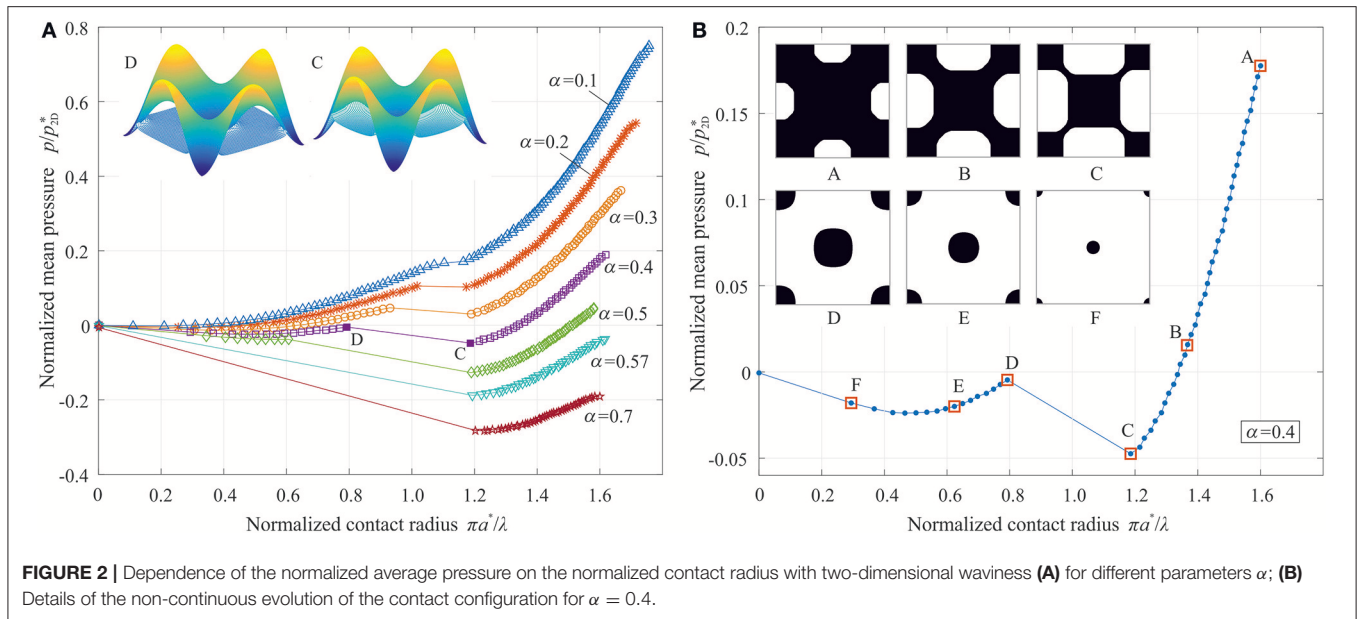 A
B
0.8
0.6
0.4
0.2
0
-0.2
-0.4
Normalized mean pressure p/p*2D
D
C
α=0.1
α=0.2
α=0.3
α=0.4
α=0.5
α=0.57
α=0.7
D
C
0
0.2
0.4
0.6
0.8
1.0
1.2
1.4
1.6
Normalized contact radius πa*/λ
0.2
0.15
0.1
0.05
0
-0.05
Normalized mean pressure p/p*2D
A
B
C
D
E
F
A
B
C
D
E
F
α=0.4
0
0.2
0.4
0.6
0.8
1.0
1.2
1.4
1.6
Normalized contact radius πa*/λ
FIGURE 2 | Dependence of the normalized average pressure on the normalized contact radius with two-dimensional waviness (A) for different parameters α; (B)
Details of the non-continuous evolution of the contact configuration for α = 0.4.